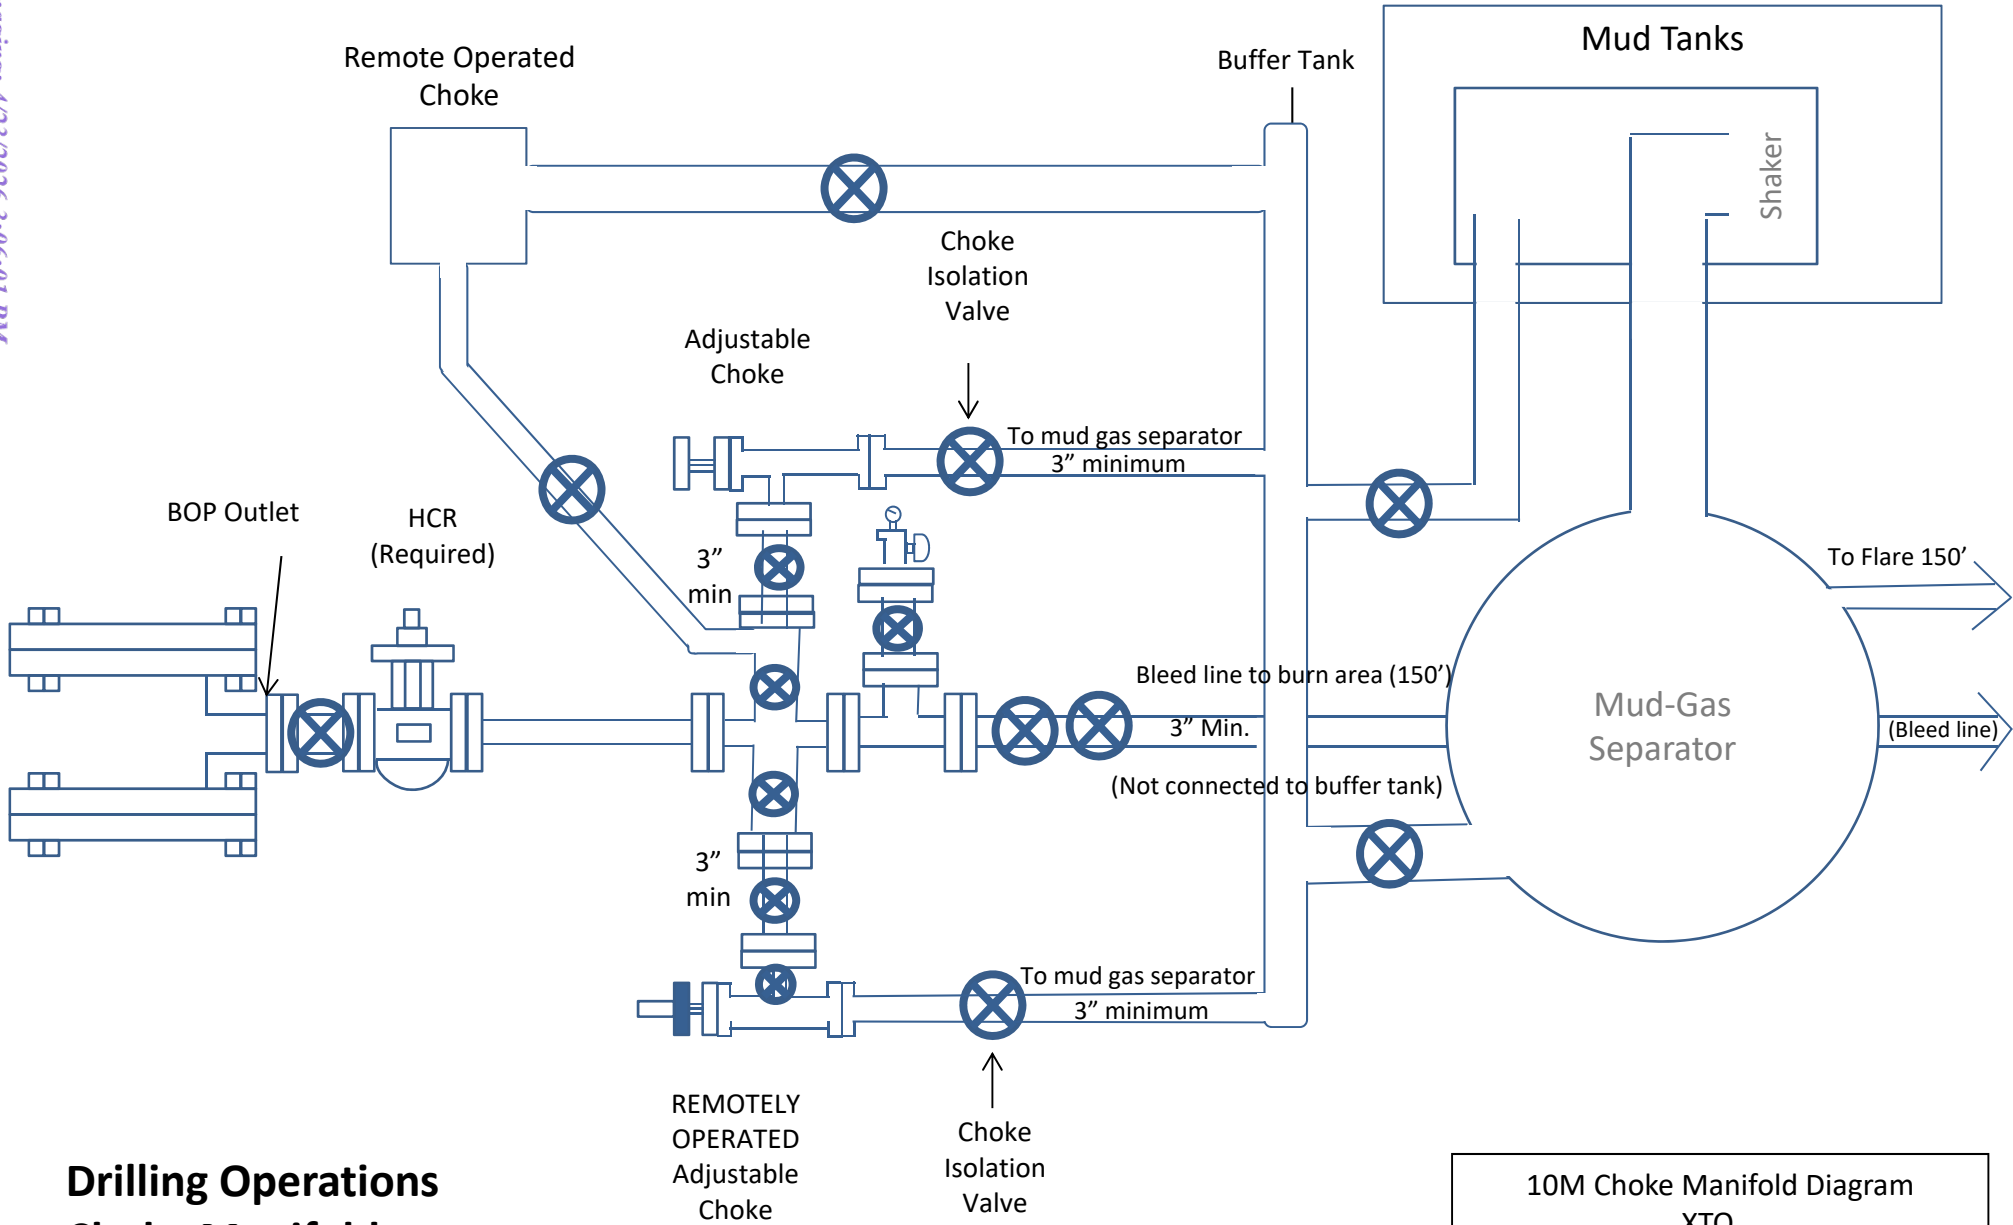 Remote Operated
Choke
Buffer Tank
Mud Tanks
Shaker
Choke
Isolation
Valve
Adjustable
Choke
To mud gas separator
3” minimum
BOP Outlet
HCR
(Required)
3”
min
To Flare 150’
Bleed line to burn area (150’)
3” Min.
(Not connected to buffer tank)
Mud-Gas
Separator
(Bleed line)
3”
min
To mud gas separator
3” minimum
REMOTELY
OPERATED
Adjustable
Choke
Choke
Isolation
Valve
Drilling Operations
10M Choke Manifold Diagram
XTO